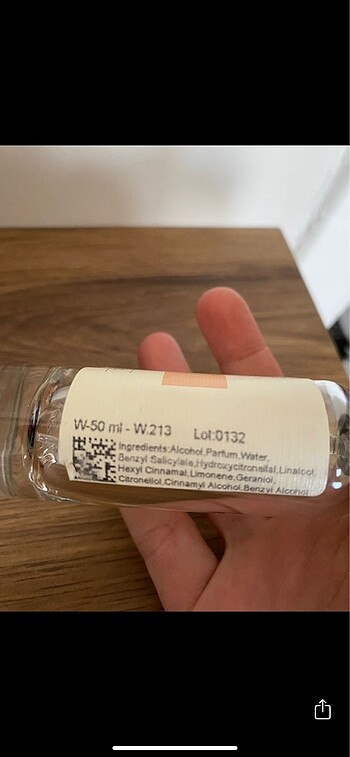 W-50 ml - W.213 Lot:0132
Ingredients:Alcohol,Parfum,Water,
Benzyl Salicylate,Hydroxycitronellal,Linalool,
Hexyl Cinnamal,Limonene,Geraniol,
Citronellol,Cinnamyl Alcohol,Benzyl Alcohol